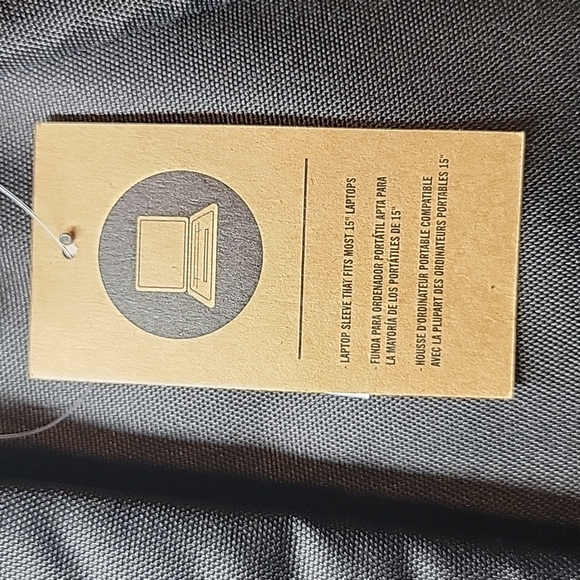 - LAPTOP SLEEVE THAT FITS MOST 15" LAPTOPS
- FUNDA PARA ORDENADOR PORTÁTIL APTA PARA
LA MAYORÍA DE LOS PORTÁTILES DE 15"
- HOUSSE D'ORDINATEUR PORTABLE COMPATIBLE
AVEC LA PLUPART DES ORDINATEURS PORTABLES 15"